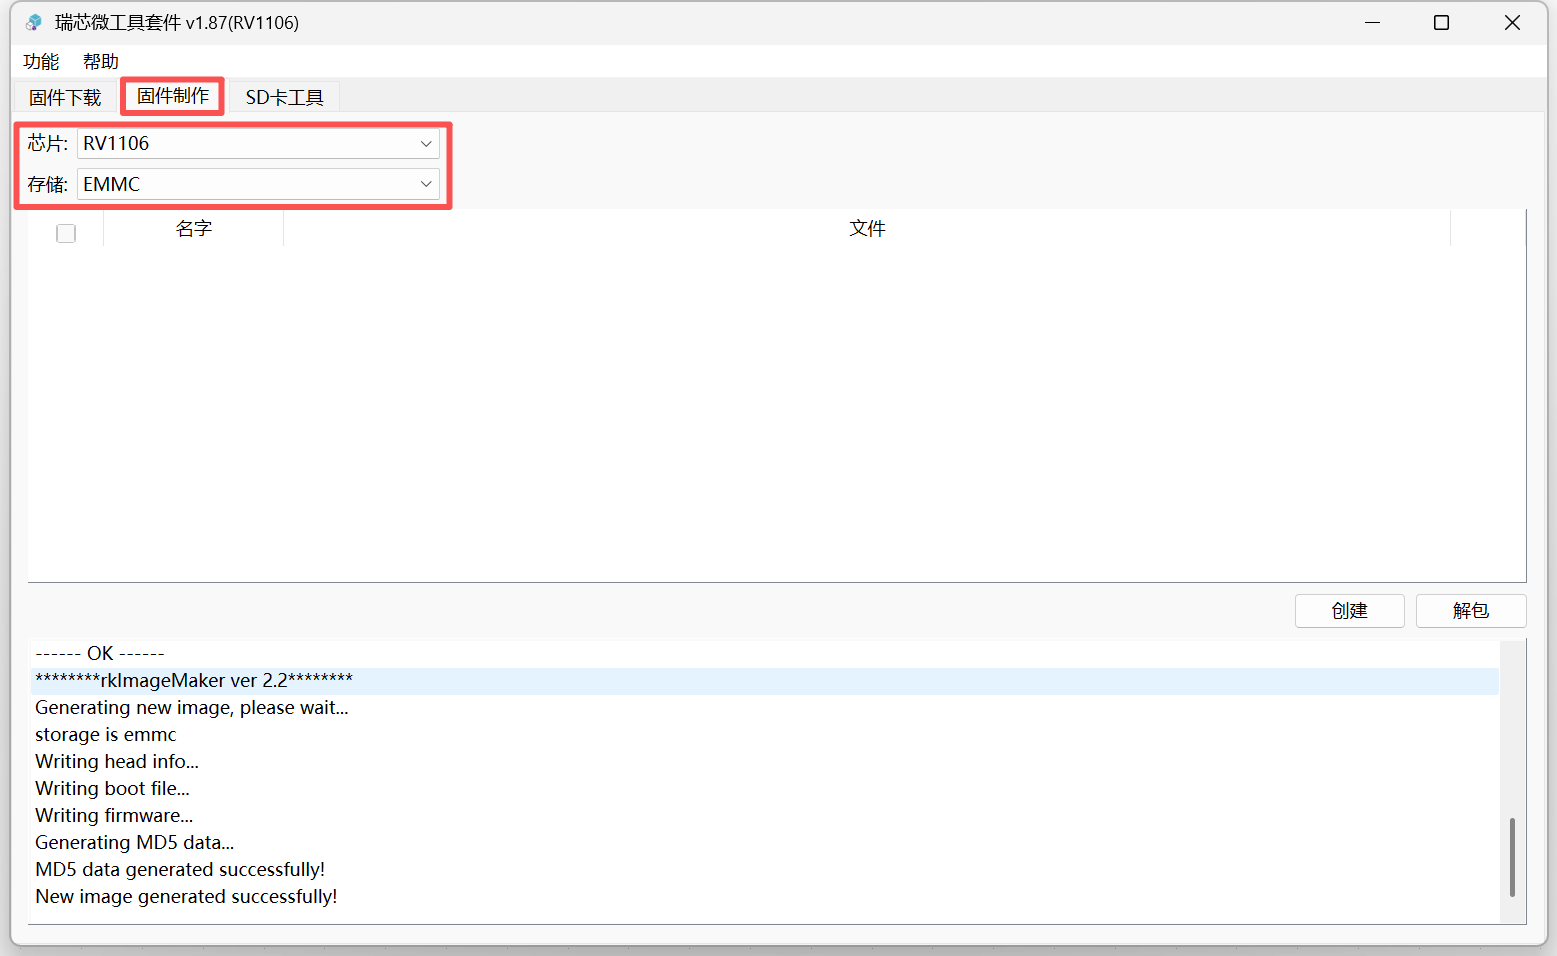 瑞芯微工具套件 v1.87(RV1106)
功能 帮助
固件下载 固件制作 SD卡工具
芯片: RV1106
存储: EMMC
名字 文件
创建 解包
------ OK ------
********rkImageMaker ver 2.2********
Generating new image, please wait...
storage is emmc
Writing head info...
Writing boot file...
Writing firmware...
Generating MD5 data...
MD5 data generated successfully!
New image generated successfully!